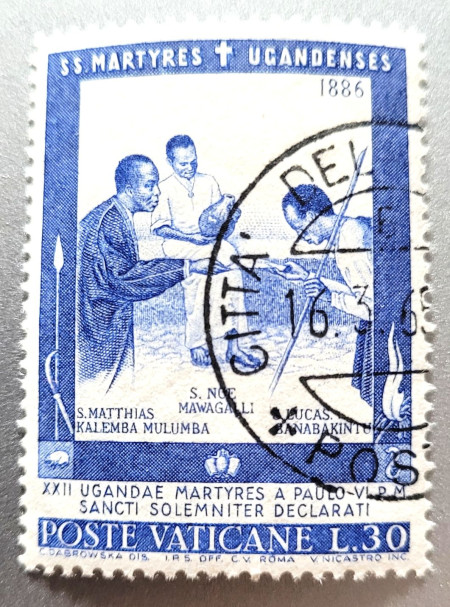 SS. MARTYRES † UGANDENSES
1886
CITTA' DEL
16.3.6
POS
S. MATTHIAS
KALEMBA MULUMBA
S. NOE
MAWAGALLI
S. LUCAS
BANABAKINTU
XXII UGANDAE MARTYRES A PAULO VI P. M.
SANCTI SOLEMNITER DECLARATI
POSTE VATICANE L.30
C. DABROWSKA DIS. I.P.S. OFF. C.V. ROMA V. NICASTRO INC.